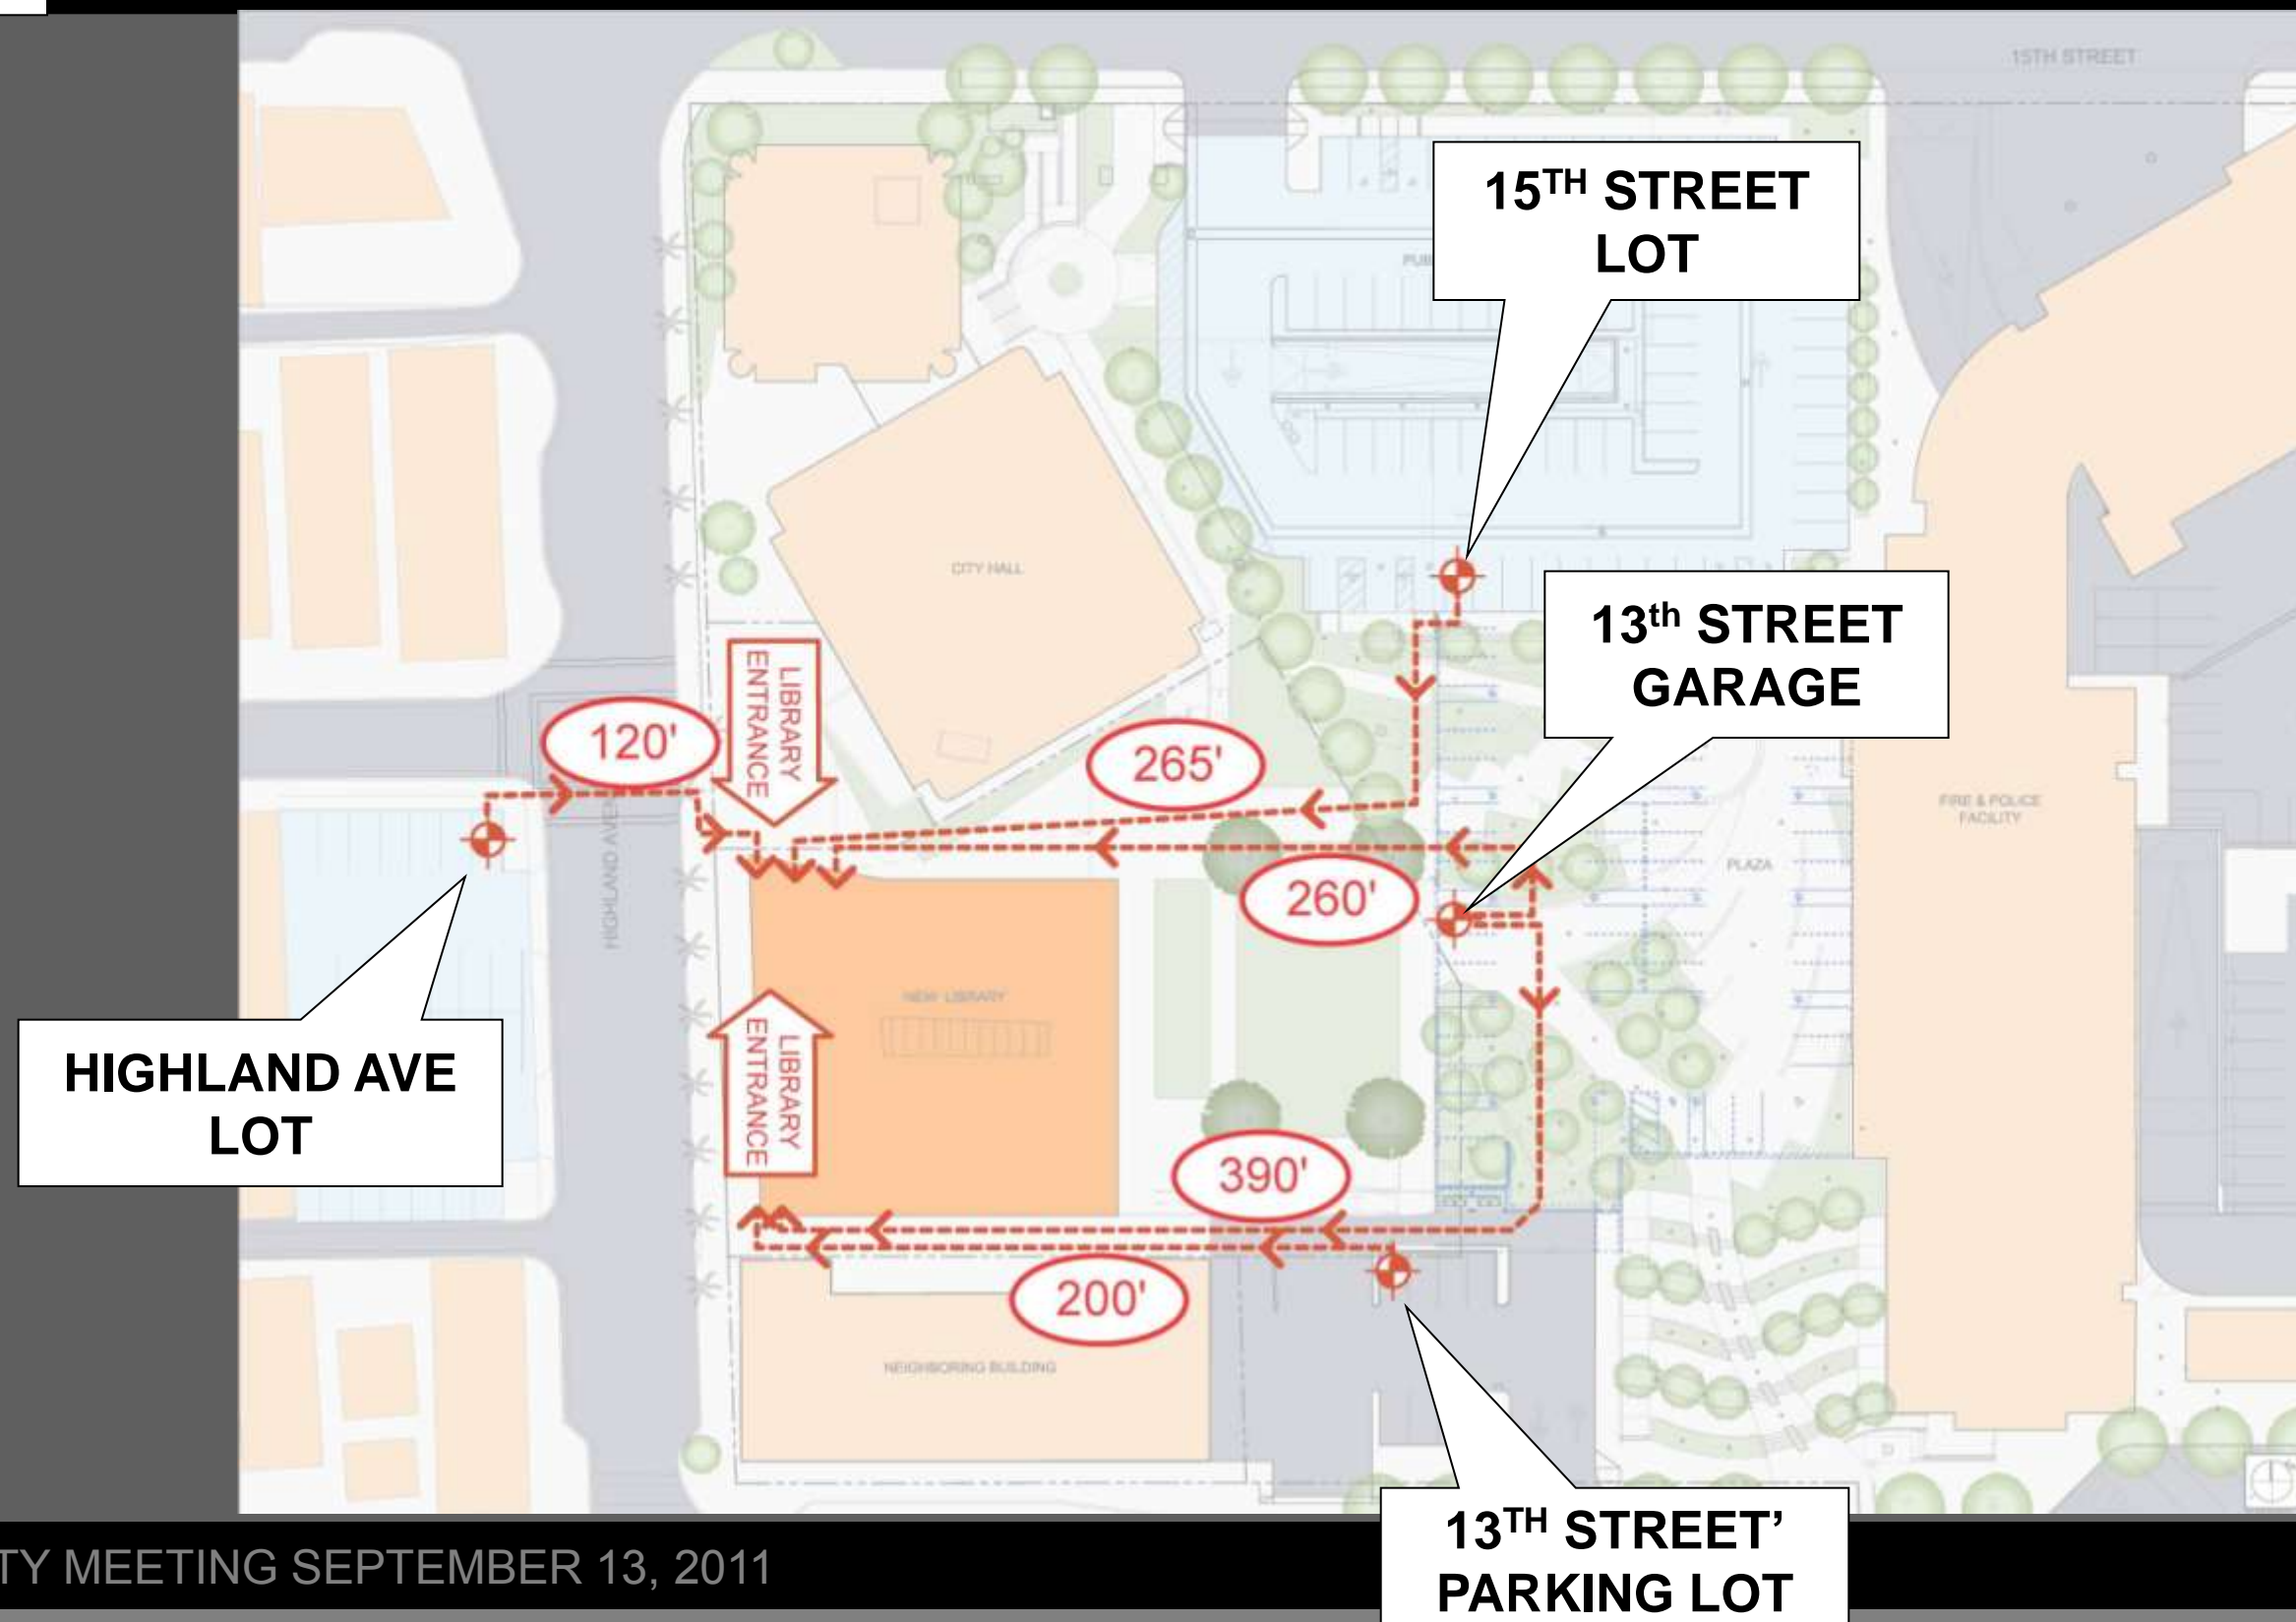 15TH STREET
15TH STREET
LOT
PUB
CITY HALL
13th STREET
GARAGE
LIBRARY
ENTRANCE
120'
265'
HIGHLAND AVEN
FIRE & POLICE
FACILITY
PLAZA
260'
NEW LIBRARY
LIBRARY
ENTRANCE
HIGHLAND AVE
LOT
390'
200'
NEIGHBORING BUILDING
13TH STREET’
PARKING LOT
TY MEETING SEPTEMBER 13, 2011